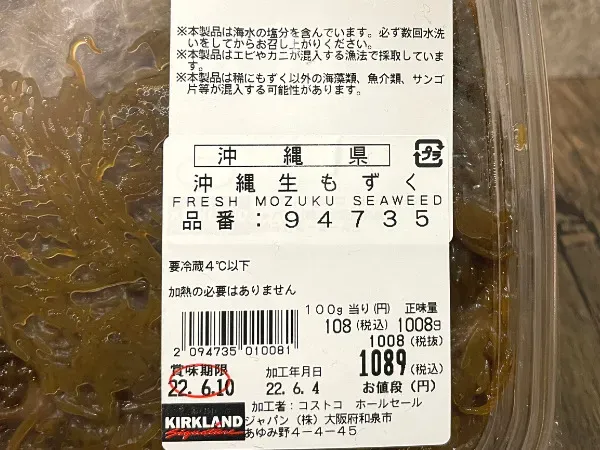 ※本製品は海水の塩分を含んでいます。必ず数回水洗
いをしてからお召し上がりください。
※本製品はエビやカニが混入する漁法で採取していま
す。
※本製品は稀にもずく以外の海藻類、魚介類、サンゴ
片等が混入する可能性があります。
沖縄県
プラ
沖縄生もずく
FRESH MOZUKU SEAWEED
品番:94735
要冷蔵4℃以下
加熱の必要はありません
100g当り(円) 正味量
108(税込) 1008g
1008(税抜)
2 094735 010081
1089(税込)
賞味期限 加工年月日
22. 6.10 22. 6. 4 お値段(円)
加工者:コストコ ホールセール
KIRKLAND ジャパン(株)大阪府和泉市
Signature あゆみ野4-4-45